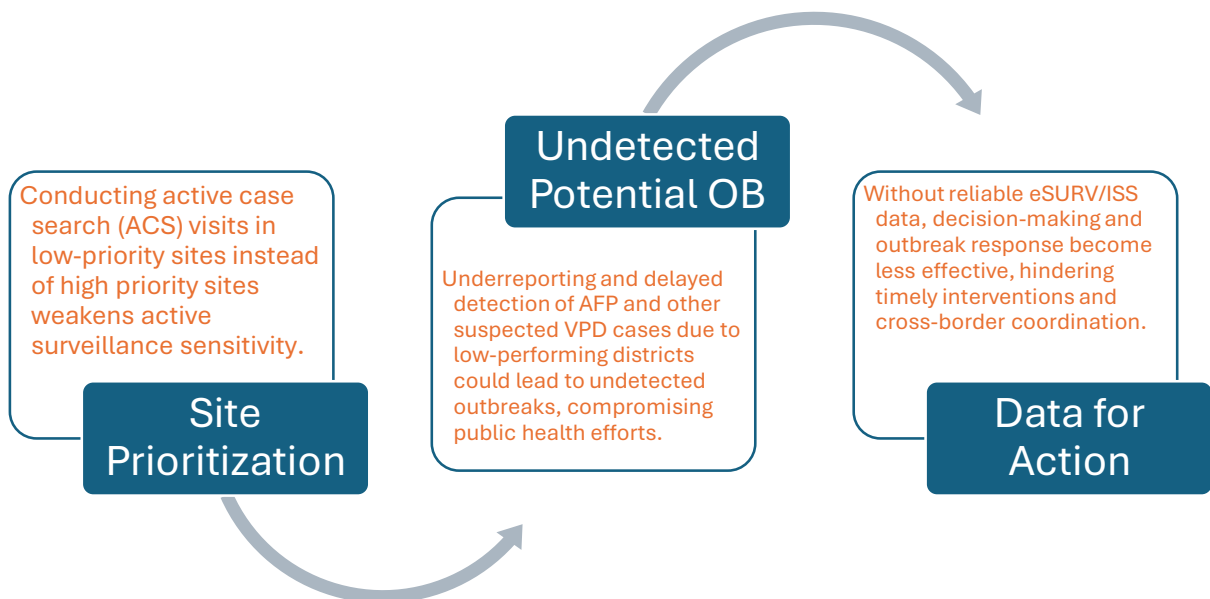 Conducting active case
search (ACS) visits in
low-priority sites instead
of high priority sites
weakens active
surveillance sensitivity.
Site
Prioritization
Undetected
Potential OB
Underreporting and delayed
detection of AFP and other
suspected VPD cases due to
low-performing districts
could lead to undetected
outbreaks, compromising
public health efforts.
Without reliable eSURV/ISS
data, decision-making and
outbreak response become
less effective, hindering
timely interventions and
cross-border coordination.
Data for
Action